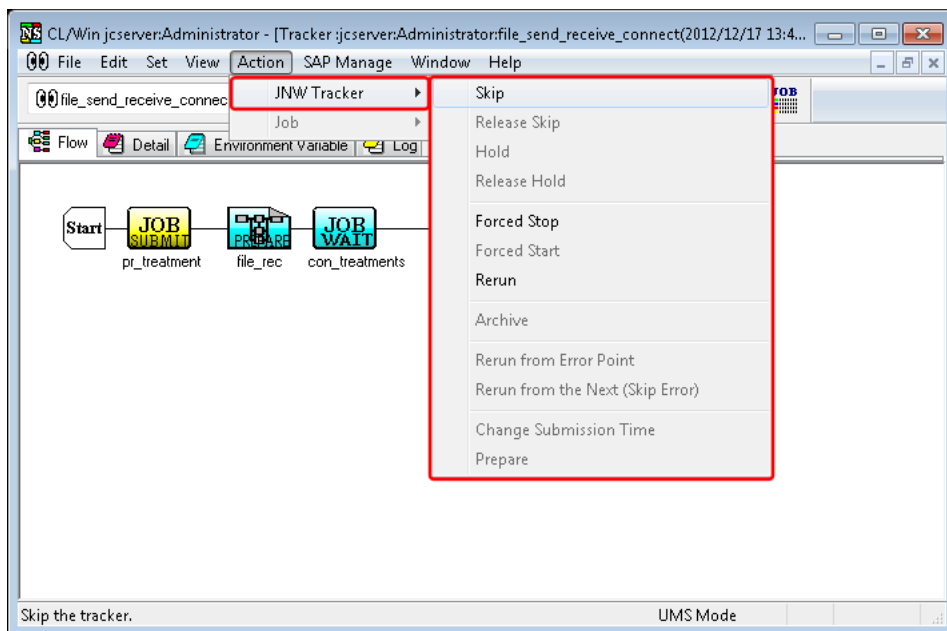 CL/Win jcserver:Administrator - [Tracker :jcserver:Administrator:file_send_receive_connect(2012/12/17 13:4...
File Edit Set View Action SAP Manage Window Help
file_send_receive_connec
JNW Tracker
Job
Skip
Release Skip
Hold
Release Hold
Forced Stop
Forced Start
Rerun
Archive
Rerun from Error Point
Rerun from the Next (Skip Error)
Change Submission Time
Prepare
JOB
Flow Detail Environment Variable Log
Start
JOB SUBMIT
PREPARE
JOB WAIT
pr_treatment file_rec con_treatments
Skip the tracker. UMS Mode